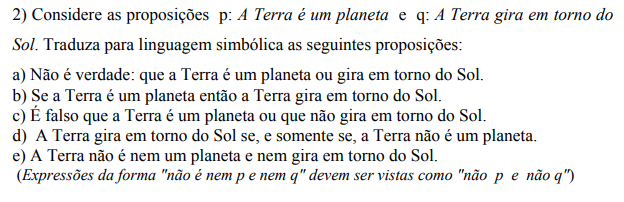 2) Considere as proposições p: A Terra é um planeta e q: A Terra gira em torno do
Sol. Traduza para linguagem simbólica as seguintes proposições:
a) Não é verdade: que a Terra é um planeta ou gira em torno do Sol.
b) Se a Terra é um planeta então a Terra gira em torno do Sol.
c) É falso que a Terra é um planeta ou que não gira em torno do Sol.
d) A Terra gira em torno do Sol se, e somente se, a Terra não é um planeta.
e) A Terra não é nem um planeta e nem gira em torno do Sol.
(Expressões da forma "não é nem p e nem q" devem ser vistas como "não p e não q")